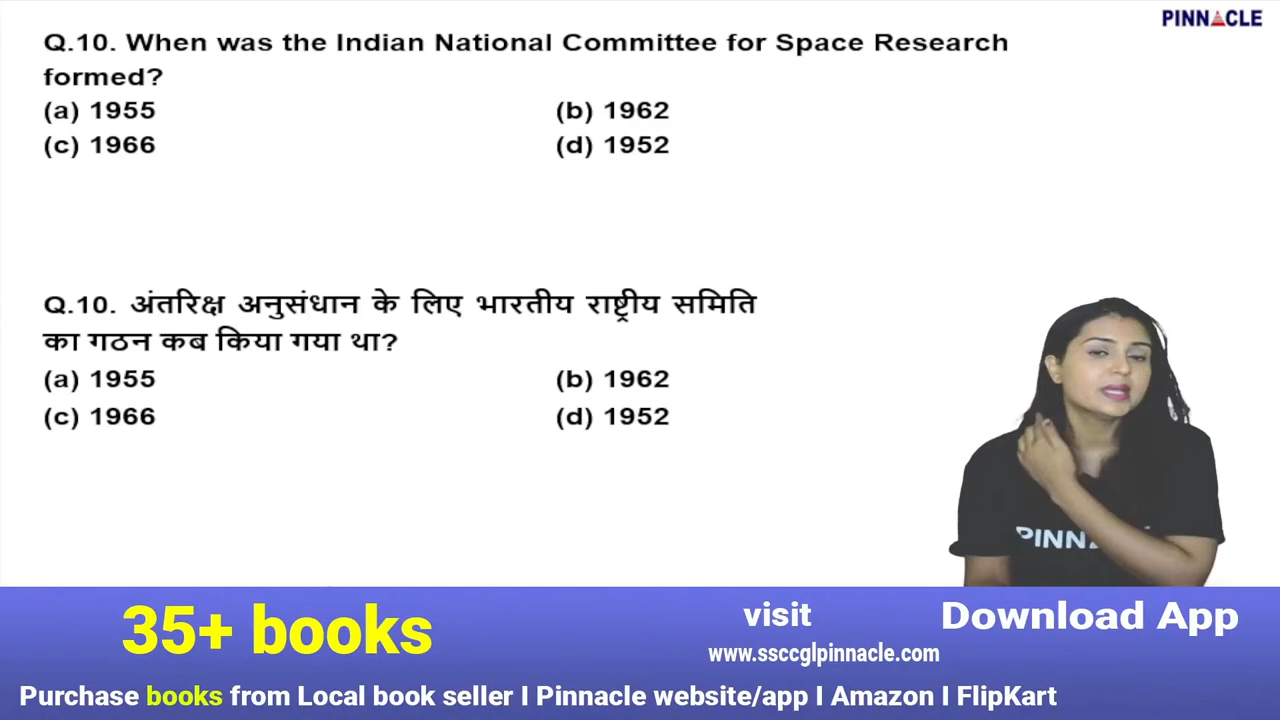 PINNACLE
Q.10. When was the Indian National Committee for Space Research
formed?
(a) 1955 (b) 1962
(c) 1966 (d) 1952
Q.10. अंतरिक्ष अनुसंधान के लिए भारतीय राष्ट्रीय समिति
का गठन कब किया गया था?
(a) 1955 (b) 1962
(c) 1966 (d) 1952
35+ books
visit
www.ssccglpinnacle.com
Download App
Purchase books from Local book seller I Pinnacle website/app I Amazon I FlipKart